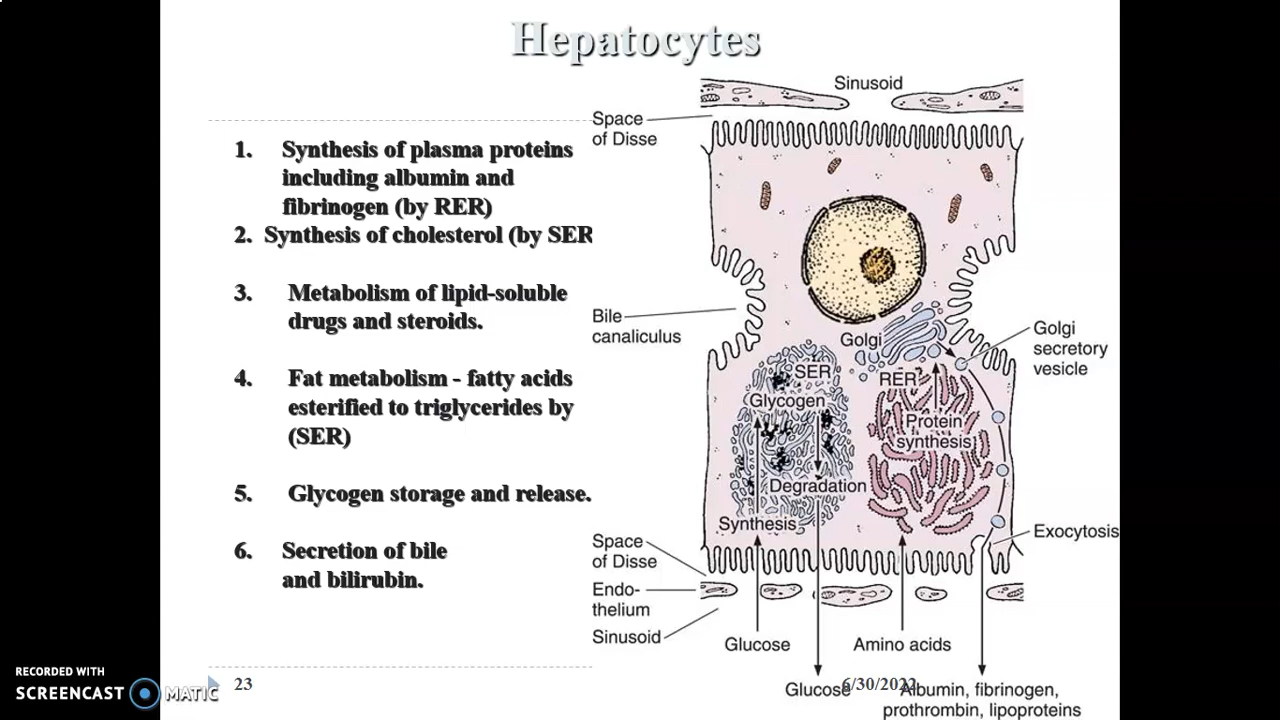 Hepatocytes
1. Synthesis of plasma proteins
including albumin and
fibrinogen (by RER)
2. Synthesis of cholesterol (by SER
3. Metabolism of lipid-soluble
drugs and steroids.
4. Fat metabolism - fatty acids
esterified to triglycerides by
(SER)
5. Glycogen storage and release.
6. Secretion of bile
and bilirubin.
Sinusoid
Space
of Disse
Bile
canaliculus
Golgi
Golgi
secretory
vesicle
SER
RER
Glycogen
Protein
synthesis
Degradation
Synthesis
Exocytosis
Space
of Disse
Endo-
thelium
Sinusoid
Glucose
Amino acids
Glucose
Albumin, fibrinogen,
prothrombin, lipoproteins
23
6/30/2022
RECORDED WITH
SCREENCAST MATIC